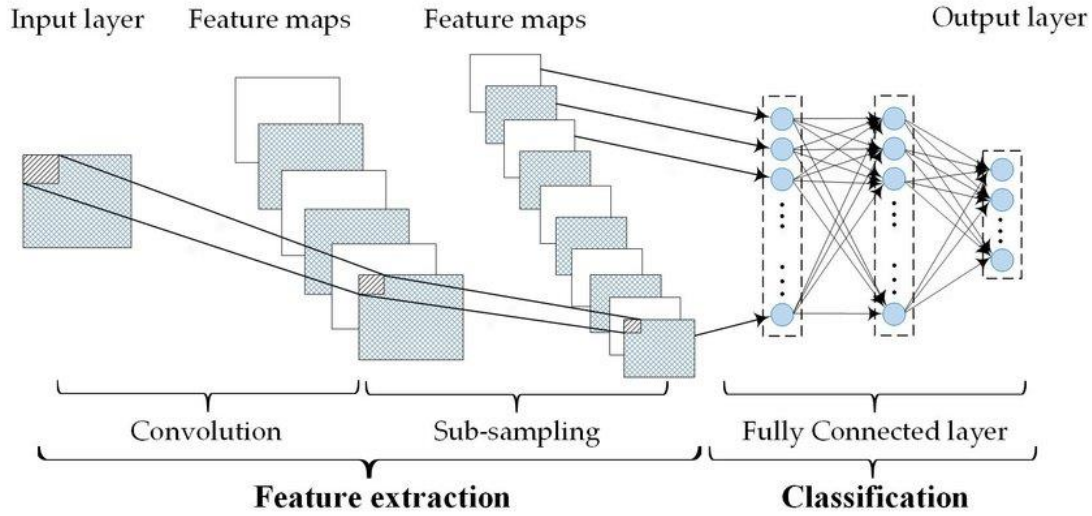 Input layer
Feature maps
Feature maps
Output layer
Convolution
Sub-sampling
Fully Connected layer
Feature extraction
Classification